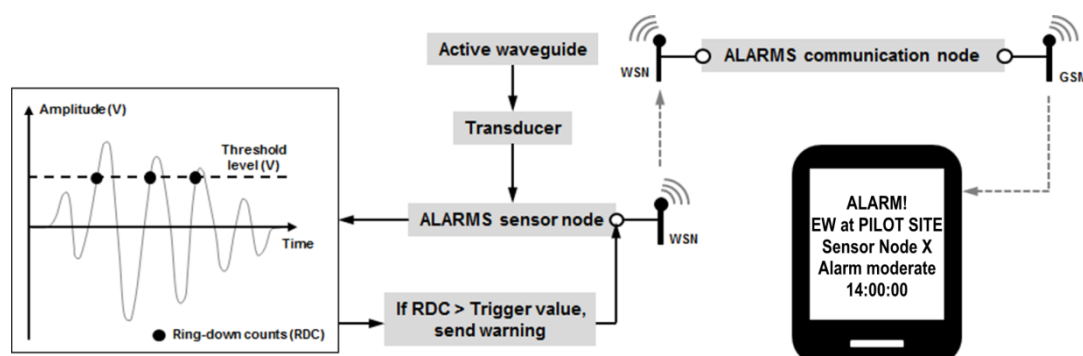 Active waveguide
Transducer
ALARMS sensor node
WSN
WSN
ALARMS communication node
GSM
Amplitude (V)
Threshold
level (V)
Time
Ring-down counts (RDC)
If RDC > Trigger value,
send warning
ALARM!
EW at PILOT SITE
Sensor Node X
Alarm moderate
14:00:00